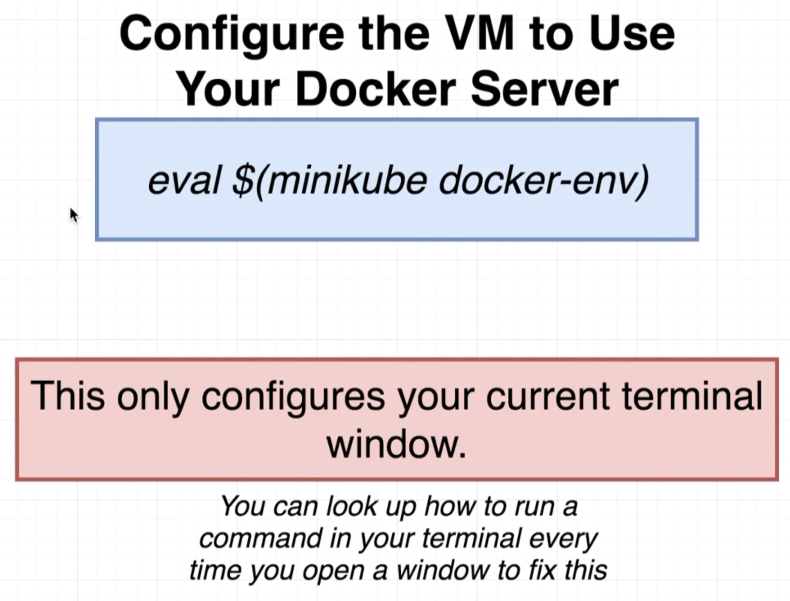 Configure the VM to Use
Your Docker Server
eval $(minikube docker-env)
This only configures your current terminal
window.
You can look up how to run a
command in your terminal every
time you open a window to fix this